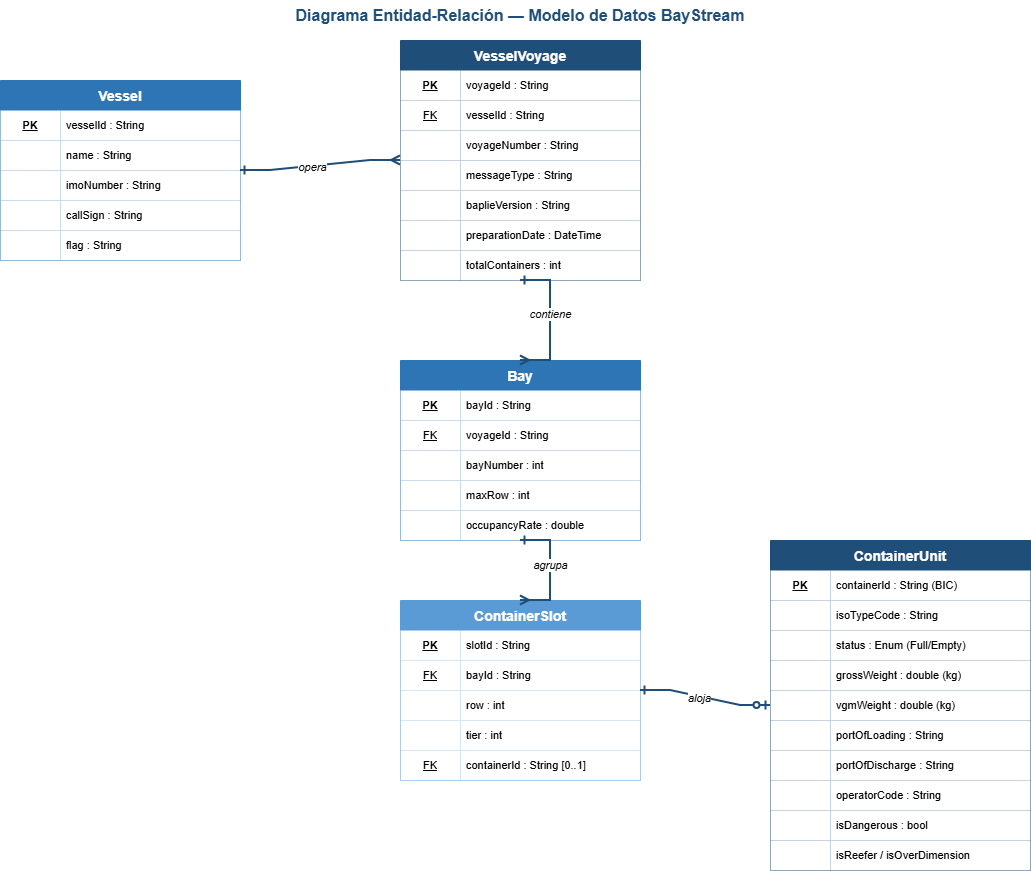 Diagrama Entidad-Relación — Modelo de Datos BayStream
Vessel
PK vesselId : String
name : String
imoNumber : String
callSign : String
flag : String
opera
VesselVoyage
PK voyageId : String
FK vesselId : String
voyageNumber : String
messageType : String
baplieVersion : String
preparationDate : DateTime
totalContainers : int
contiene
Bay
PK bayId : String
FK voyageId : String
bayNumber : int
maxRow : int
occupancyRate : double
agrupa
ContainerSlot
PK slotId : String
FK bayId : String
row : int
tier : int
FK containerId : String [0..1]
aloja
ContainerUnit
PK containerId : String (BIC)
isoTypeCode : String
status : Enum (Full/Empty)
grossWeight : double (kg)
vgmWeight : double (kg)
portOfLoading : String
portOfDischarge : String
operatorCode : String
isDangerous : bool
isReefer / isOverDimension